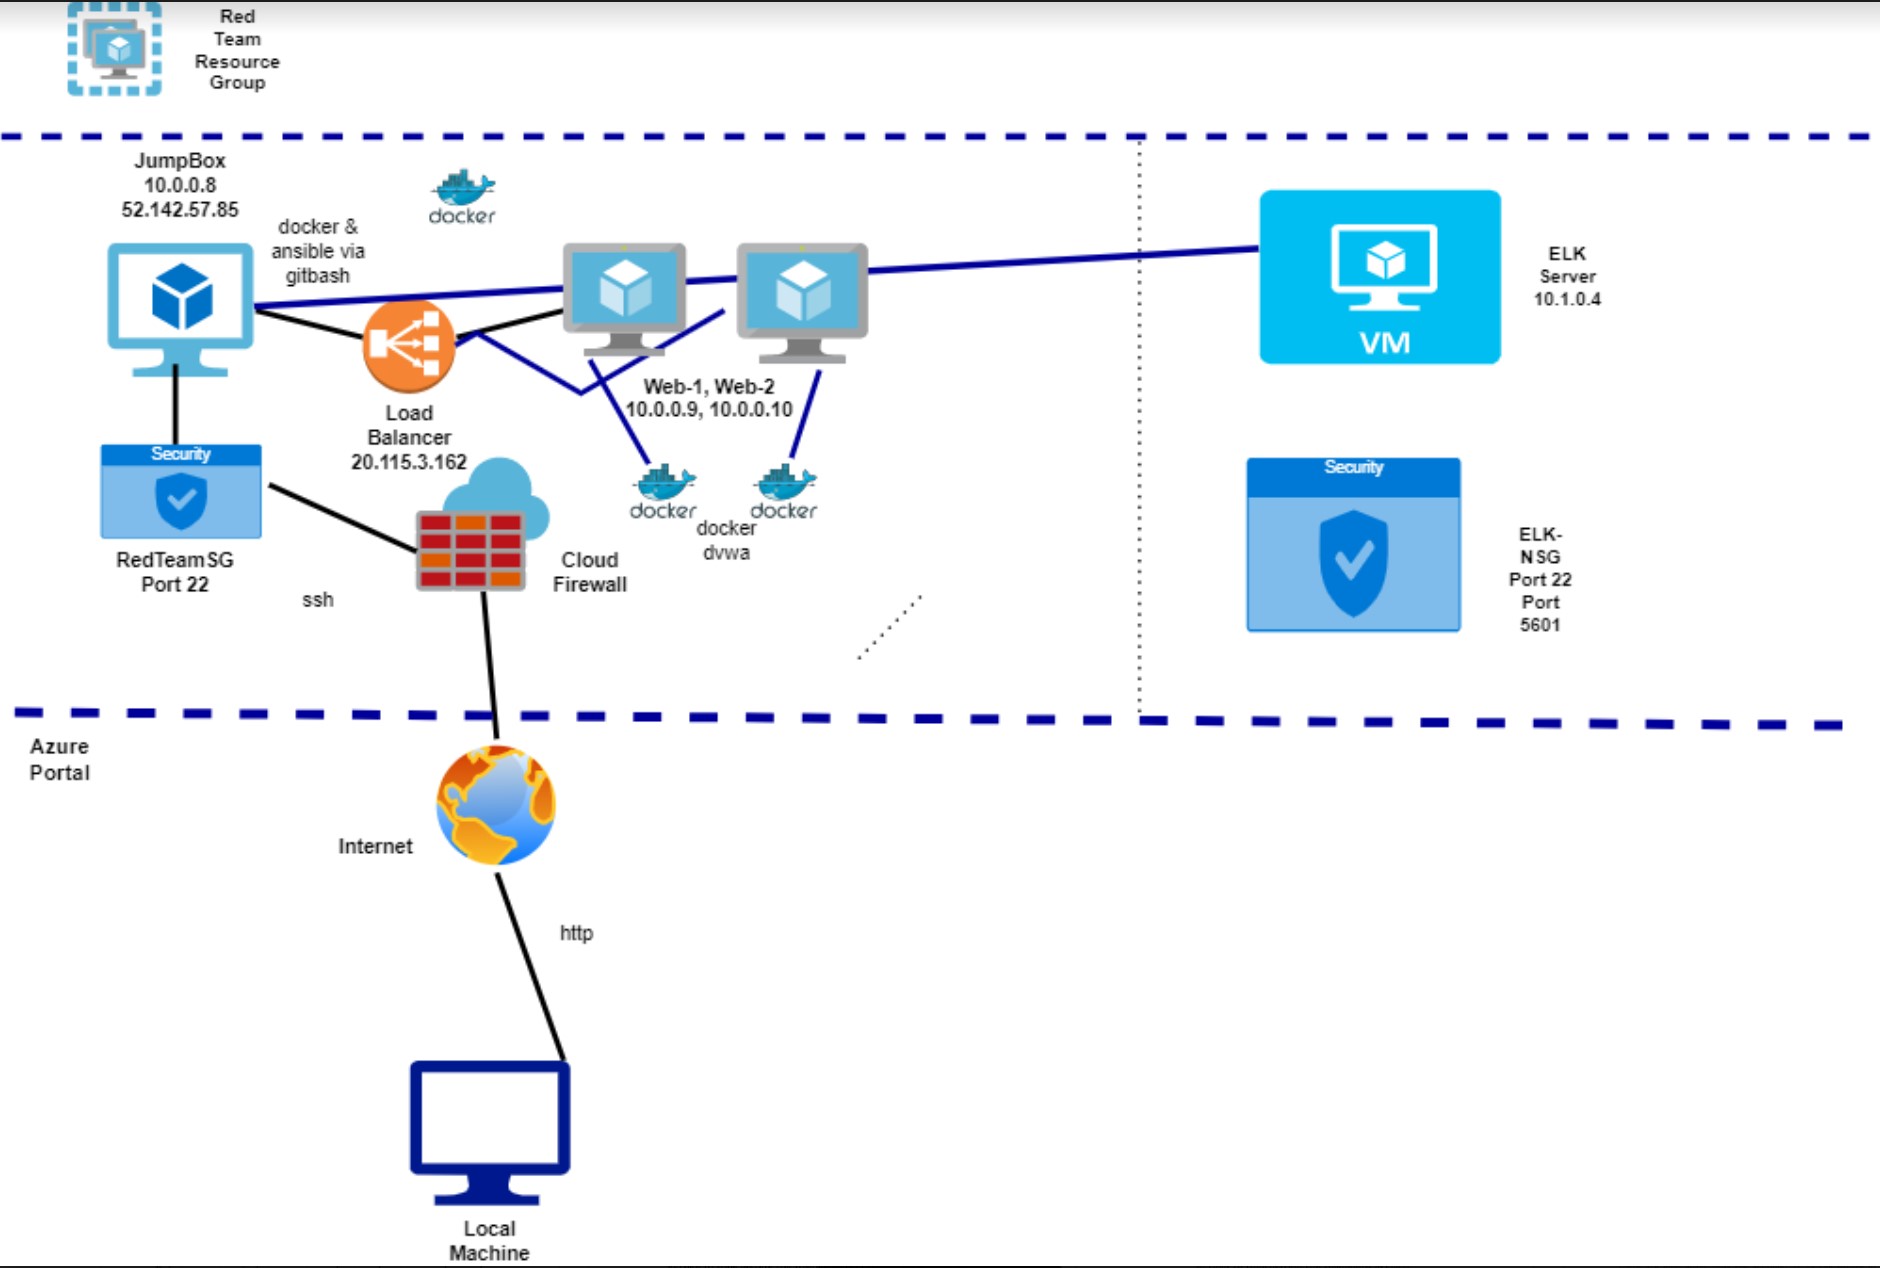 Red
Team
Resource
Group
JumpBox
10.0.0.8
52.142.57.85
docker &
ansible via
gitbash
docker
ELK
Server
10.1.0.4
VM
Web-1, Web-2
10.0.0.9, 10.0.0.10
Load
Balancer
20.115.3.162
Security
RedTeamSG
Port 22
ssh
Cloud
Firewall
docker
docker
docker
dvwa
Security
ELK-
NSG
Port 22
Port
5601
Azure
Portal
Internet
http
Local
Machine